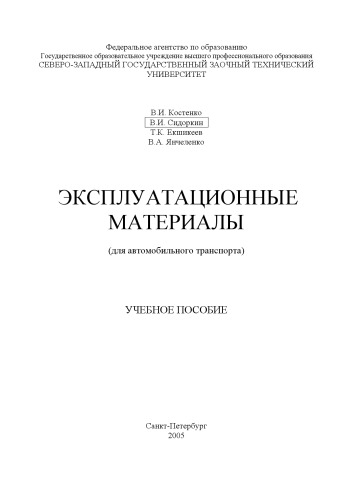 Федеральное агентство по образованию
Государственное образовательное учреждение высшего профессионального образования
СЕВЕРО-ЗАПАДНЫЙ ГОСУДАРСТВЕННЫЙ ЗАОЧНЫЙ ТЕХНИЧЕСКИЙ
УНИВЕРСИТЕТ
В.И. Костенко
В.И. Сидоркин
Т.К. Екшикеев
В.А. Янчеленко
ЭКСПЛУАТАЦИОННЫЕ
МАТЕРИАЛЫ
(для автомобильного транспорта)
УЧЕБНОЕ ПОСОБИЕ
Санкт-Петербург
2005